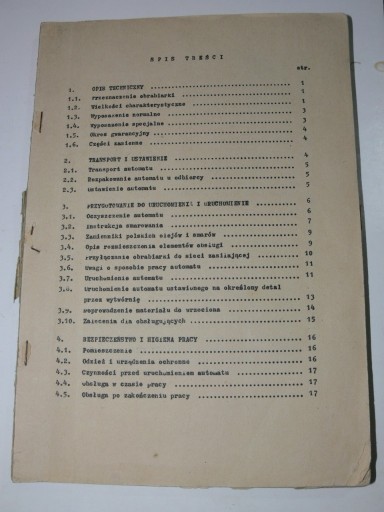 SPIS TREŚCI
str.
1. OPIS TECHNICZNY 1
1.1. Przeznaczenie obrabiarki 1
1.2. Wielkości charakterystyczne 1
1.3. Wyposażenie normalne 3
1.4. Wyposażenie specjalne 3
1.5. Okres gwarancyjny 4
1.6. Części zamienne 4
2. TRANSPORT I USTAWIENIE 4
2.1. Transport automatu 5
2.2. Rozpakowanie automatu u odbiorcy 5
2.3. Ustawienie automatu 5
3. PRZYGOTOWANIE DO URUCHOMIENIA I URUCHOMIENIE 6
3.1. Oczyszczenie automatu 6
3.2. Instrukcja smarowania 7
3.3. Zamienniki polskich olejów i smarów 9
3.4. Opis rozmieszczenia elementów obsługi 9
3.5. Przyłączenie obrabiarki do sieci zasilającej 10
3.6. Uwagi o sposobie pracy automatu 11
3.7. Uruchomienie automatu 11
3.8. Uruchomienie automatu ustawionego na określony detal
przez wytwórnię 13
3.9. Wprowadzenie materiału do wrzeciona 14
3.10. Zalecenia dla obsługujących 15
4. BEZPIECZEŃSTWO I HIGIENA PRACY 16
4.1. Pomieszczenie 16
4.2. Odzież i urządzenia ochronne 16
4.3. Czynności przed uruchomieniem automatu 17
4.4. Obsługa w czasie pracy 17
4.5. Obsługa po zakończeniu pracy 17